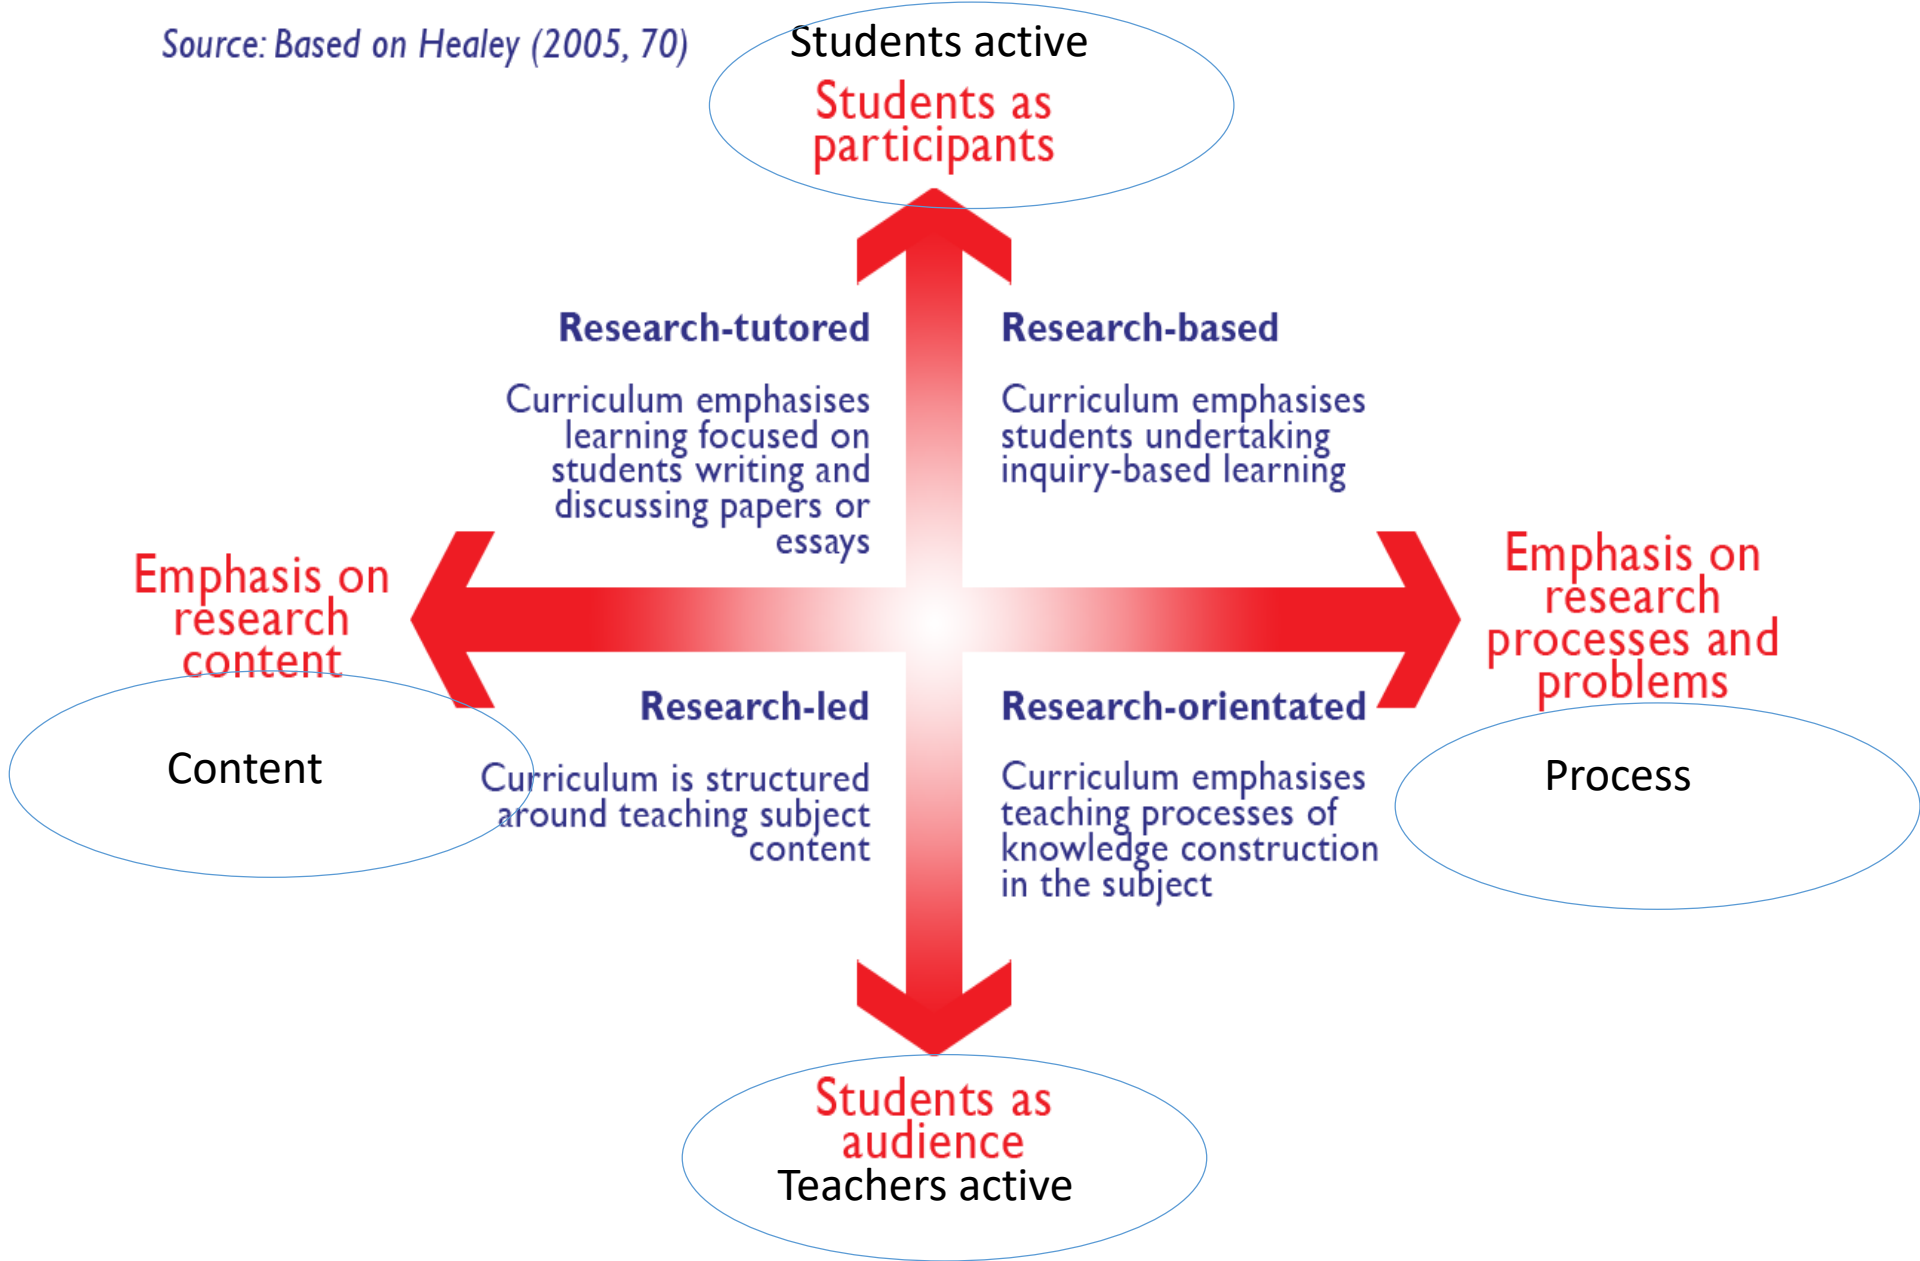 Source: Based on Healey (2005, 70)
Students active
Students as
participants
Research-tutored
Curriculum emphasises
learning focused on
students writing and
discussing papers or
essays
Research-based
Curriculum emphasises
students undertaking
inquiry-based learning
Emphasis on
research
content
Content
Emphasis on
research
processes and
problems
Process
Research-led
Curriculum is structured
around teaching subject
content
Research-orientated
Curriculum emphasises
teaching processes of
knowledge construction
in the subject
Students as
audience
Teachers active